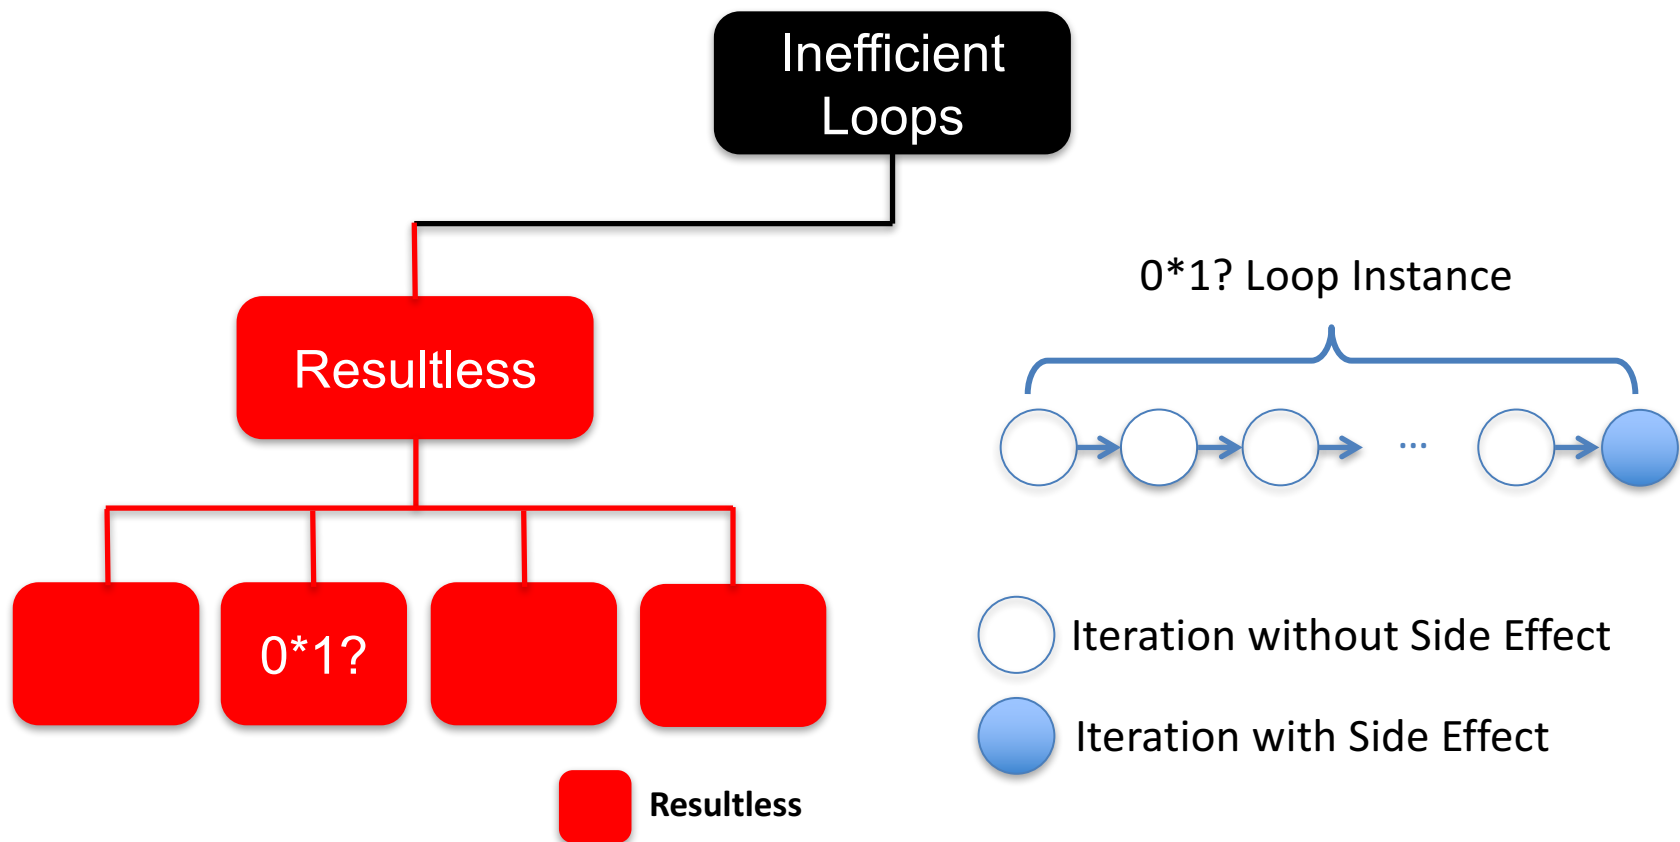 Inefficient
Loops
Resultless
0*1?
Resultless
0*1? Loop Instance
...
Iteration without Side Effect
Iteration with Side Effect